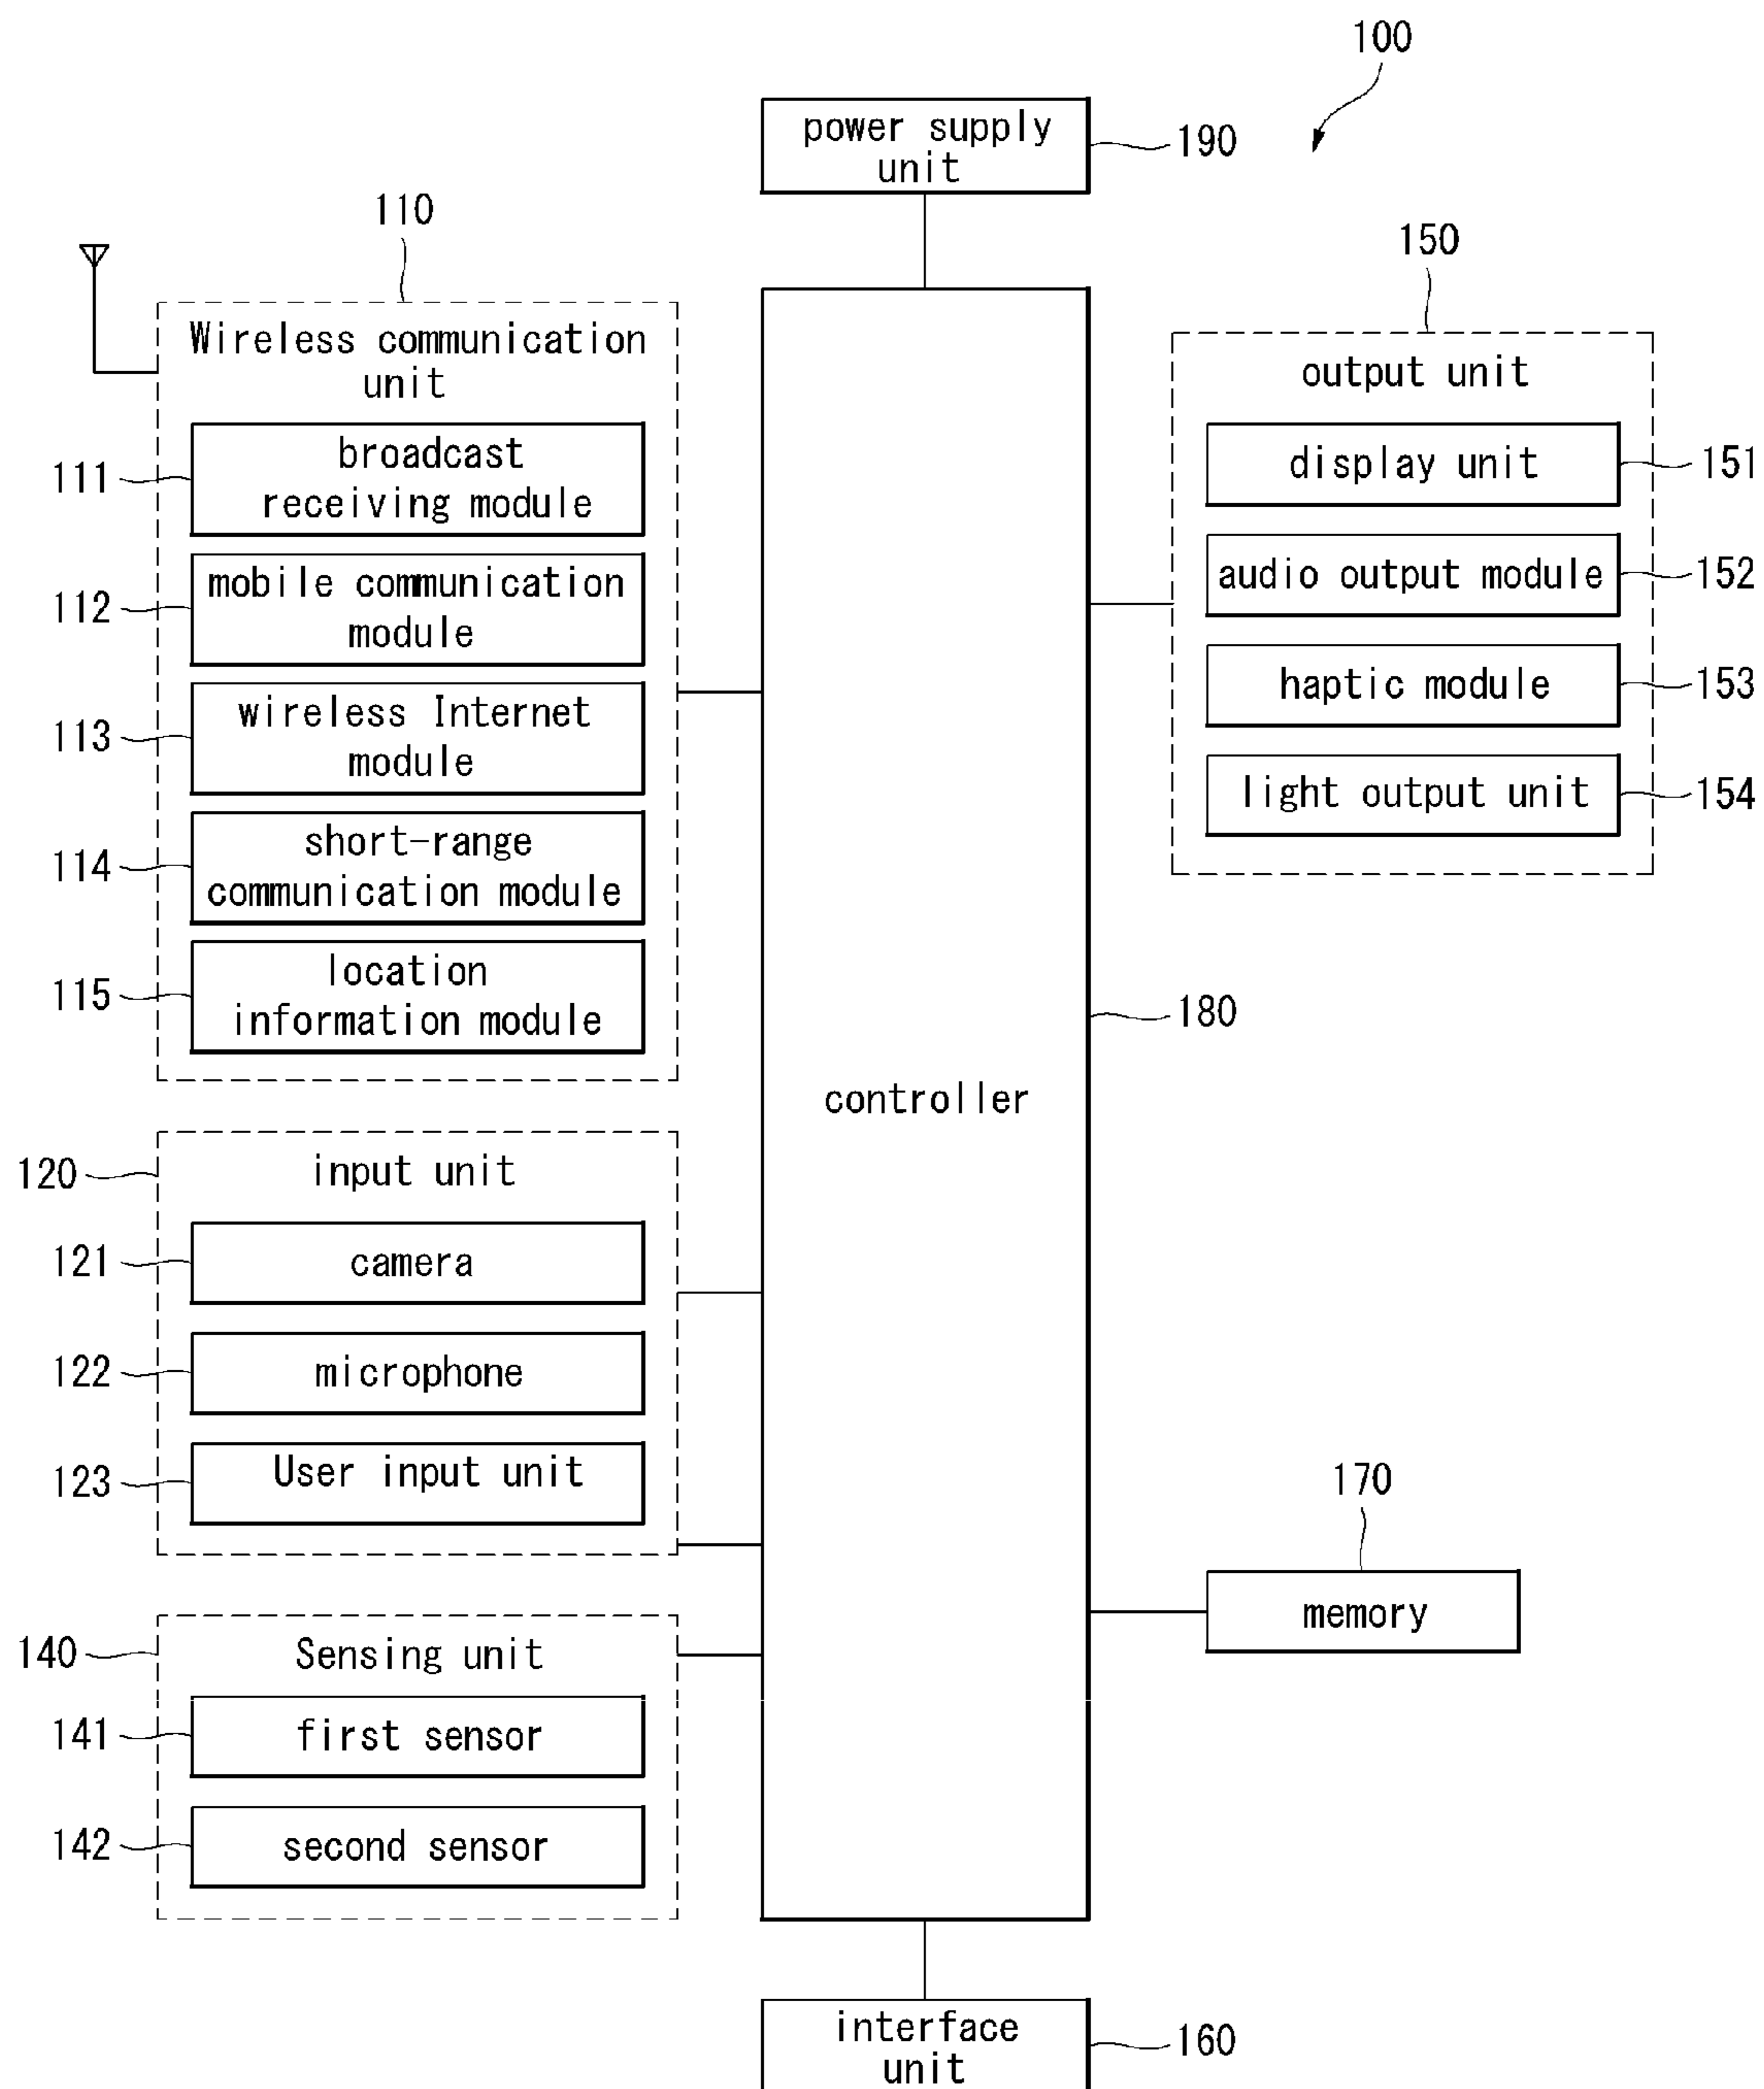 100
power supply
unit
190
110
Wireless communication
unit
111
broadcast
receiving module
112
mobile communication
module
113
wireless Internet
module
114
short-range
communication module
115
location
information module
150
output unit
display unit
151
audio output module
152
haptic module
153
light output unit
154
controller
180
120
input unit
121
camera
122
microphone
123
User input unit
170
memory
140
Sensing unit
141
first sensor
142
second sensor
interface
unit
160